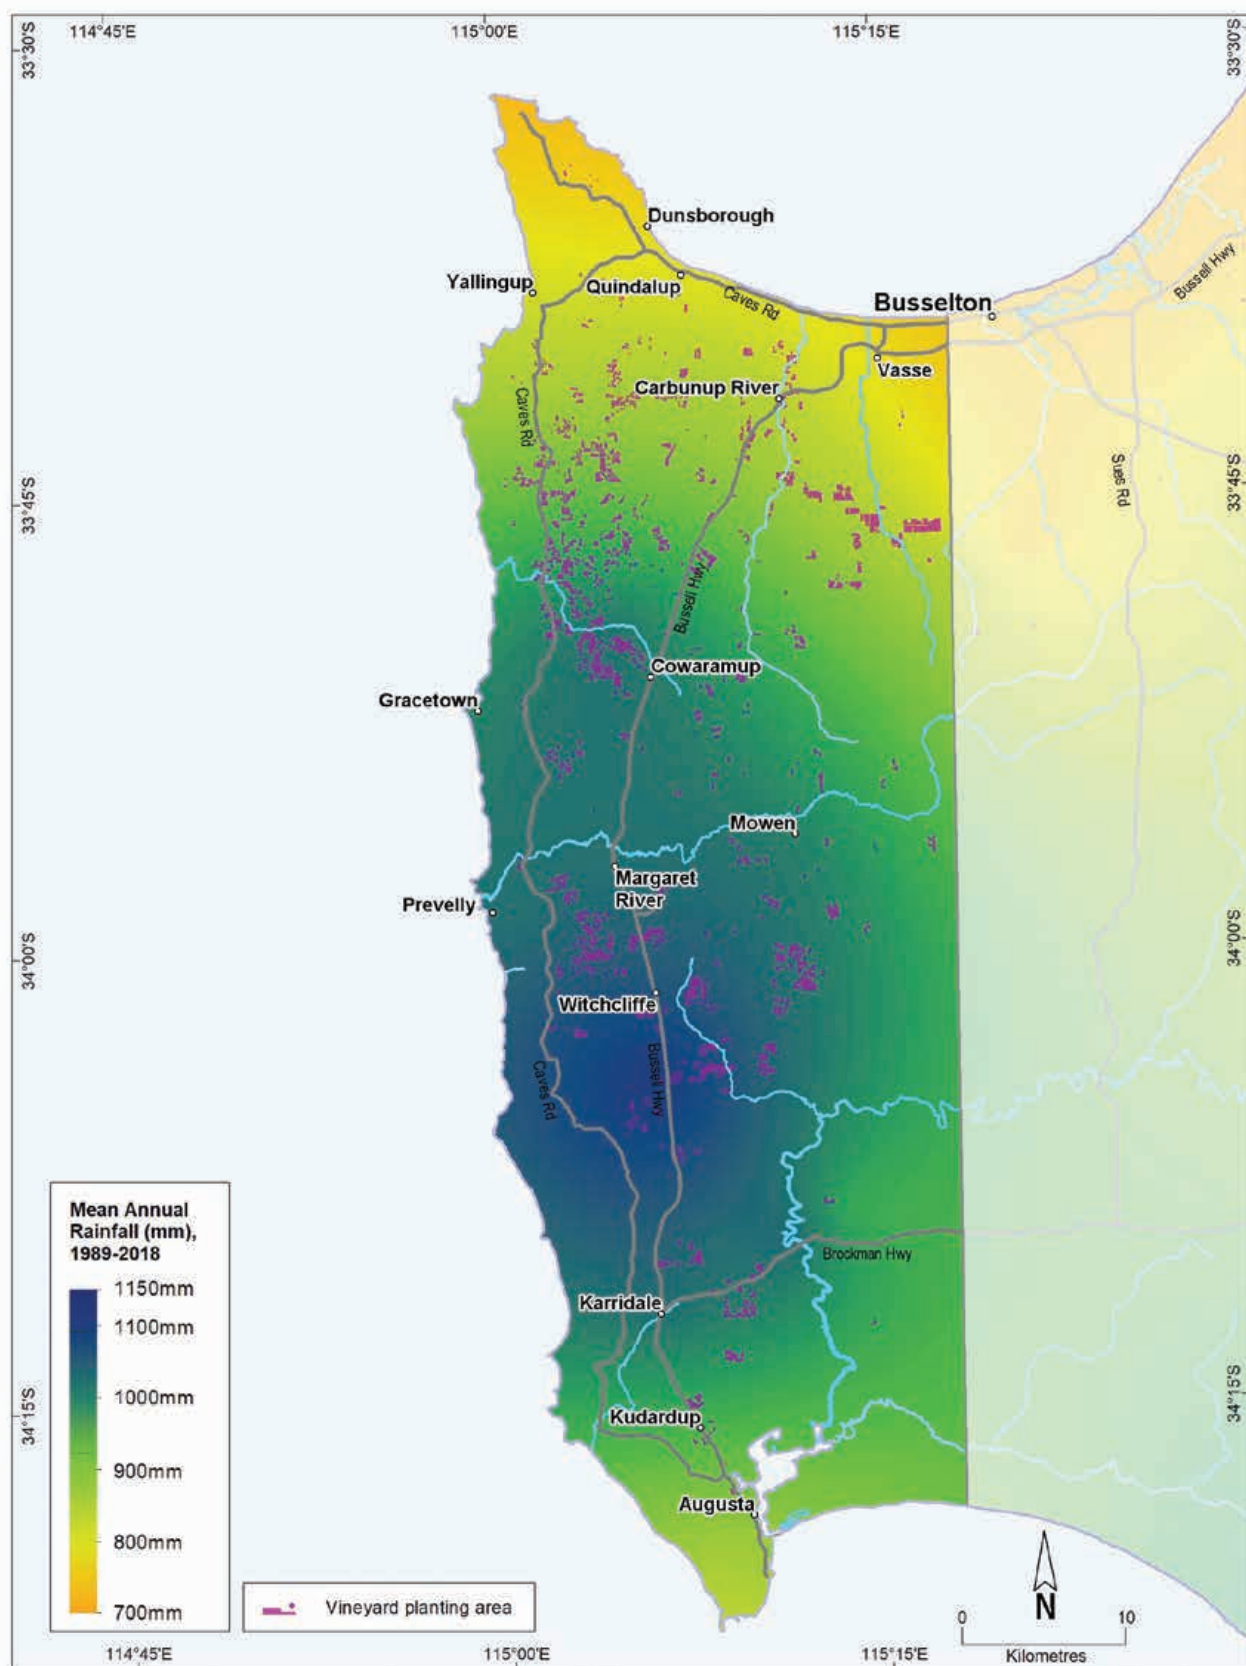 114°45'E
115°00'E
115°15'E
33°30'S
33°30'S
Dunsborough
Yallingup
Quindalup
Caves Rd
Busselton
Bussell Hwy
Vasse
Carbunup River
Caves Rd
Sues Rd
33°45'S
33°45'S
Bussell Hwy
Cowaramup
Gracetown
Mowen
Margaret
River
Prevelly
34°00'S
34°00'S
Witchcliffe
Caves Rd
Bussell Hwy
Brockman Hwy
Karridale
34°15'S
34°15'S
Kudardup
Augusta
Mean Annual
Rainfall (mm),
1989-2018
1150mm
1100mm
1000mm
900mm
800mm
700mm
Vineyard planting area
N
0 10
Kilometres
114°45'E
115°00'E
115°15'E